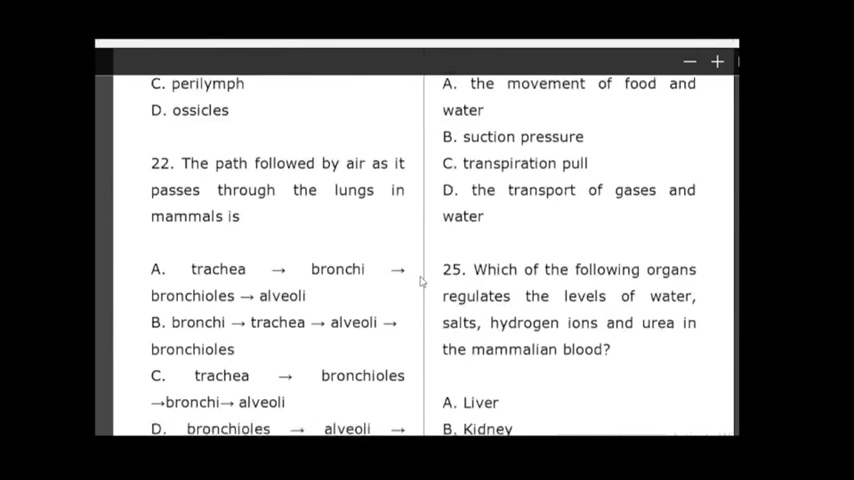 C. perilymph
D. ossicles
22. The path followed by air as it
passes through the lungs in
mammals is
A. trachea → bronchi →
bronchioles → alveoli
B. bronchi → trachea → alveoli →
bronchioles
C. trachea → bronchioles
→bronchi→ alveoli
D. bronchioles → alveoli →
A. the movement of food and
water
B. suction pressure
C. transpiration pull
D. the transport of gases and
water
25. Which of the following organs
regulates the levels of water,
salts, hydrogen ions and urea in
the mammalian blood?
A. Liver
B. Kidney